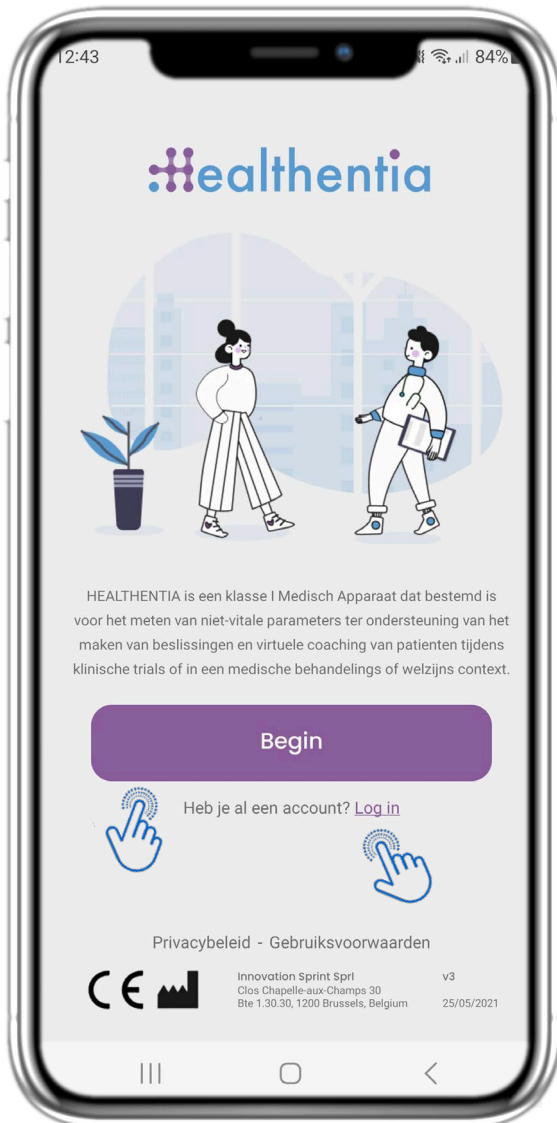 12:43
84%
Healthentia
HEALTHENTIA is een klasse I Medisch Apparaat dat bestemd is
voor het meten van niet-vitale parameters ter ondersteuning van het
maken van beslissingen en virtuele coaching van patienten tijdens
klinische trials of in een medische behandelings of welzijns context.
Begin
Heb je al een account? Log in
Privacybeleid - Gebruiksvoorwaarden
CE
Innovation Sprint Sprl
Clos Chapelle-aux-Champs 30
Bte 1.30.30, 1200 Brussels, Belgium
v3
25/05/2021